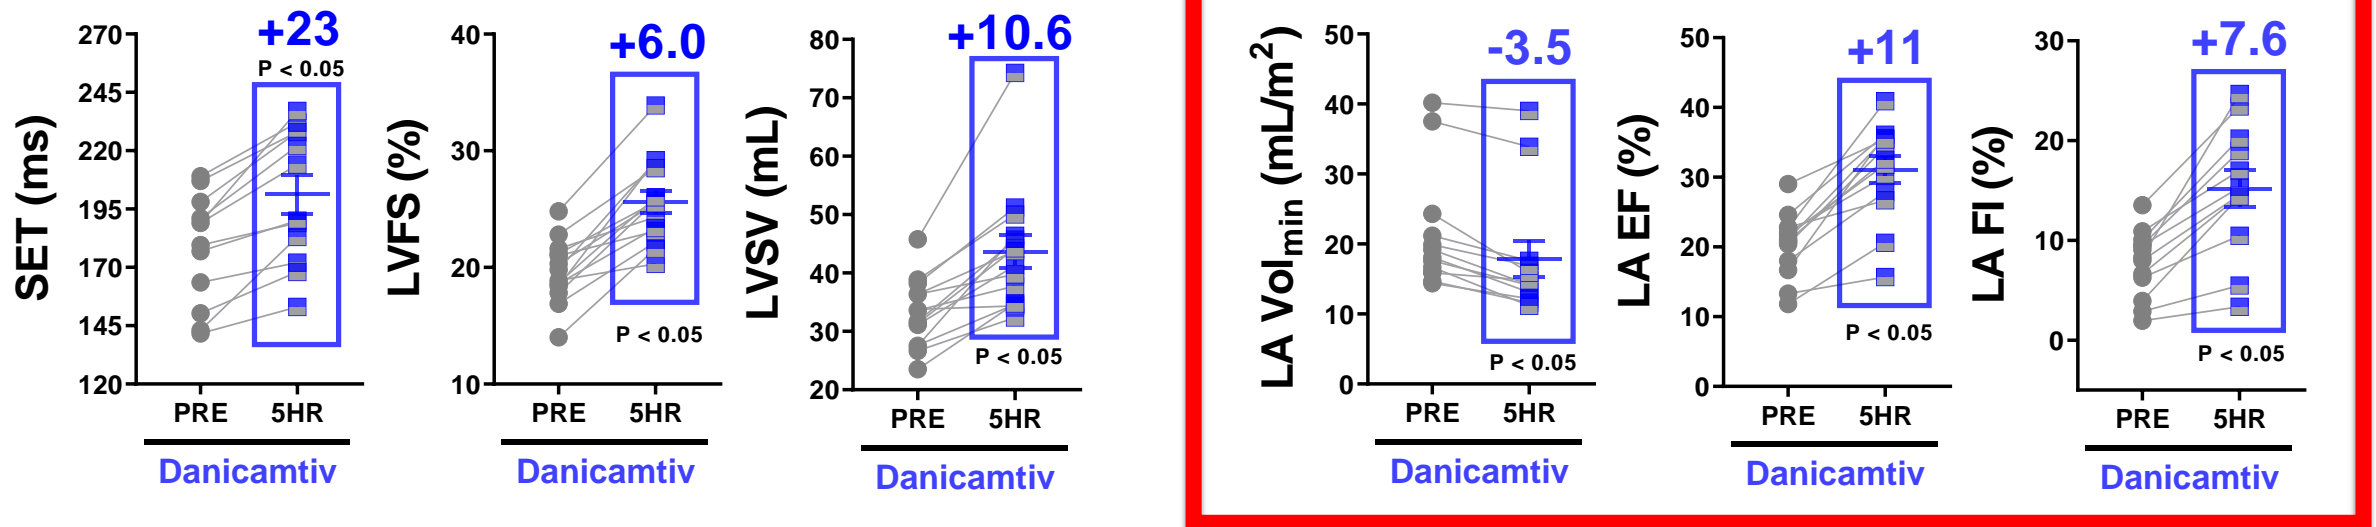 SET (ms)
270
245
220
195
170
145
120
+23
P < 0.05
PRE 5HR
Danicamtiv
LVFS (%)
40
30
20
10
+6.0
P < 0.05
PRE 5HR
Danicamtiv
LVSV (mL)
80
70
60
50
40
30
20
+10.6
P < 0.05
PRE 5HR
Danicamtiv
LA Volmin (mL/m2)
50
40
30
20
10
0
-3.5
P < 0.05
PRE 5HR
Danicamtiv
LA EF (%)
50
40
30
20
10
0
+11
P < 0.05
PRE 5HR
Danicamtiv
LA FI (%)
30
20
10
0
+7.6
P < 0.05
PRE 5HR
Danicamtiv